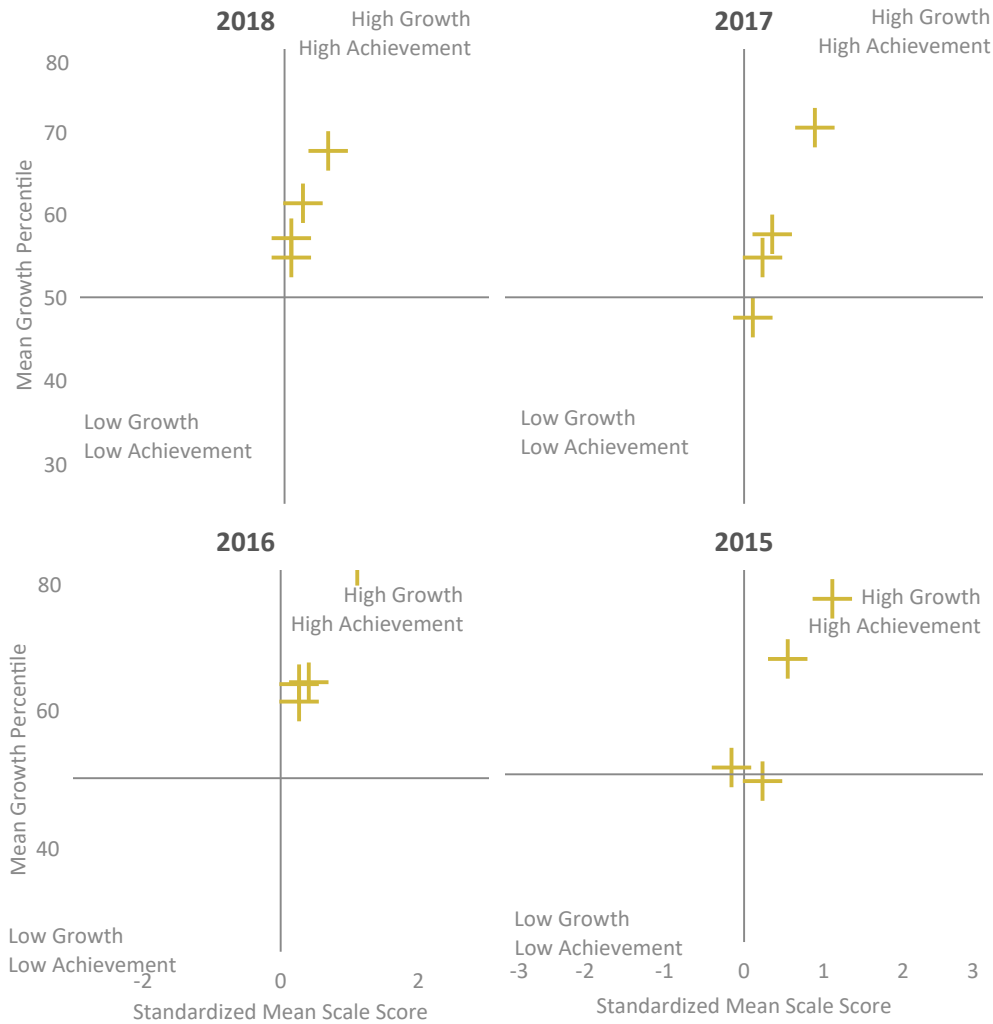 2018
High Growth
High Achievement
80
70
60
50
40
30
Mean Growth Percentile
Low Growth
Low Achievement
2017
High Growth
High Achievement
Low Growth
Low Achievement
2016
80
High Growth
High Achievement
60
40
Mean Growth Percentile
Low Growth
Low Achievement
-2 0 2
Standardized Mean Scale Score
2015
High Growth
High Achievement
Low Growth
Low Achievement
-3 -2 -1 0 1 2 3
Standardized Mean Scale Score